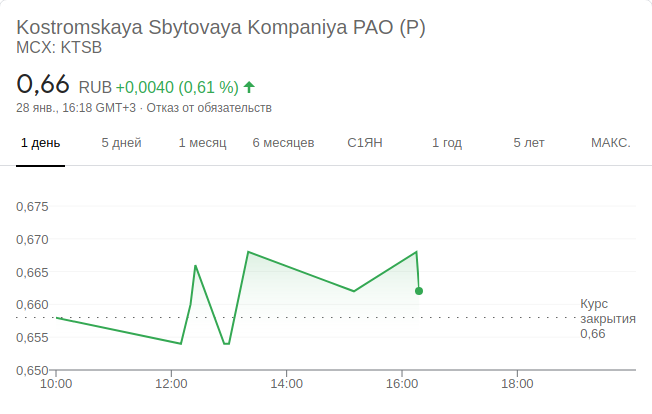 Kostromskaya Sbytovaya Kompaniya PAO (P)
MCX: KTSB
0,66 RUB +0,0040 (0,61 %)
28 янв., 16:18 GMT+3 · Отказ от обязательств
1 день 5 дней 1 месяц 6 месяцев С1ЯН 1 год 5 лет МАКС.
0,675
0,670
0,665
0,660
0,655
0,650
Курс
закрытия
0,66
10:00 12:00 14:00 16:00 18:00